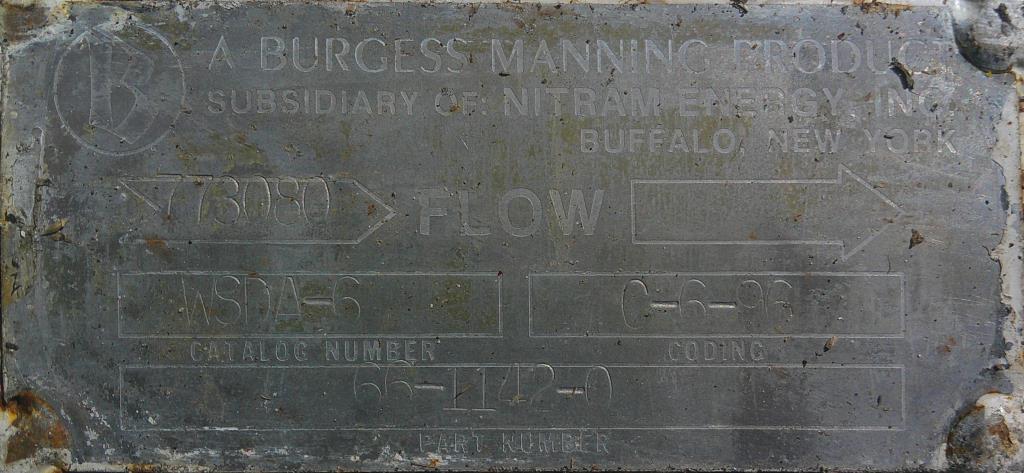 B A BURGESS MANNING PRODUCT
SUBSIDIARY OF: NITRAM ENERGY, INC.
BUFFALO, NEW YORK
773080 FLOW
WSDA-6 C-6-96
CATALOG NUMBER CODING
66-1142-0
PART NUMBER